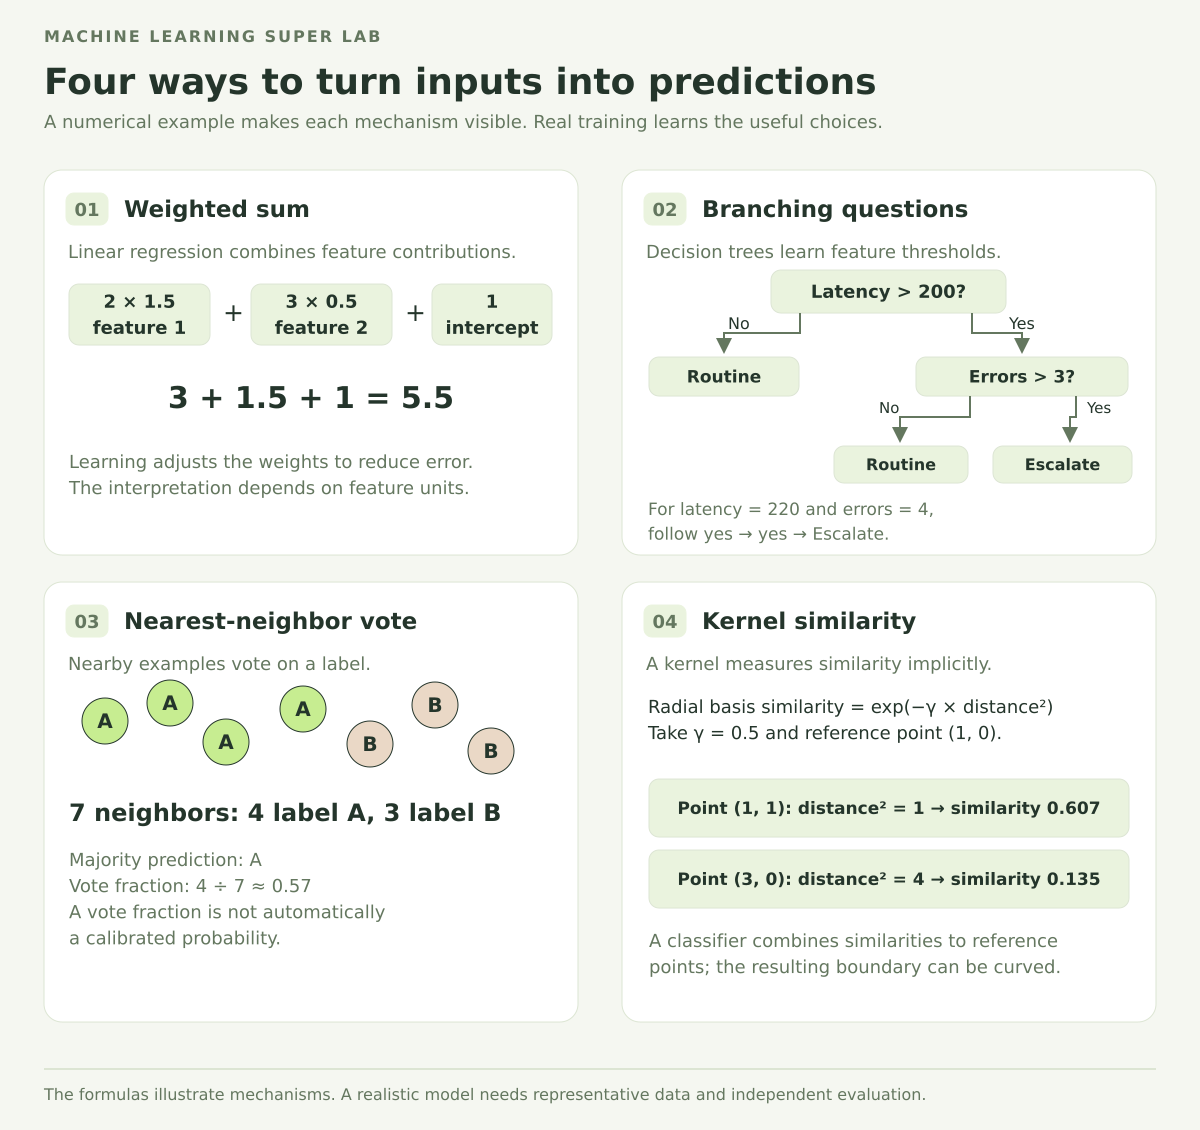 MACHINE LEARNING SUPER LAB
Four ways to turn inputs into predictions
A numerical example makes each mechanism visible. Real training learns the useful choices.
01 Weighted sum
Linear regression combines feature contributions.
2 × 1.5
feature 1
+
3 × 0.5
feature 2
+
1
intercept
3 + 1.5 + 1 = 5.5
Learning adjusts the weights to reduce error.
The interpretation depends on feature units.
02 Branching questions
Decision trees learn feature thresholds.
Latency > 200?
No
Yes
Routine
Errors > 3?
No
Yes
Routine
Escalate
For latency = 220 and errors = 4,
follow yes → yes → Escalate.
03 Nearest-neighbor vote
Nearby examples vote on a label.
A
A
A
A
B
B
B
7 neighbors: 4 label A, 3 label B
Majority prediction: A
Vote fraction: 4 ÷ 7 ≈ 0.57
A vote fraction is not automatically
a calibrated probability.
04 Kernel similarity
A kernel measures similarity implicitly.
Radial basis similarity = exp(−γ × distance²)
Take γ = 0.5 and reference point (1, 0).
Point (1, 1): distance² = 1 → similarity 0.607
Point (3, 0): distance² = 4 → similarity 0.135
A classifier combines similarities to reference
points; the resulting boundary can be curved.
The formulas illustrate mechanisms. A realistic model needs representative data and independent evaluation.